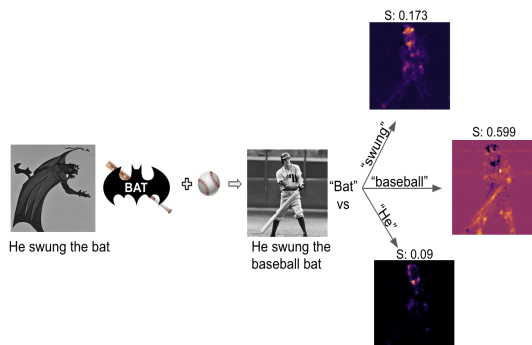 S: 0.173
"swung"
S: 0.599
BAT
"Bat"
vs
"baseball"
"He"
He swung the bat
He swung the
baseball bat
S: 0.09